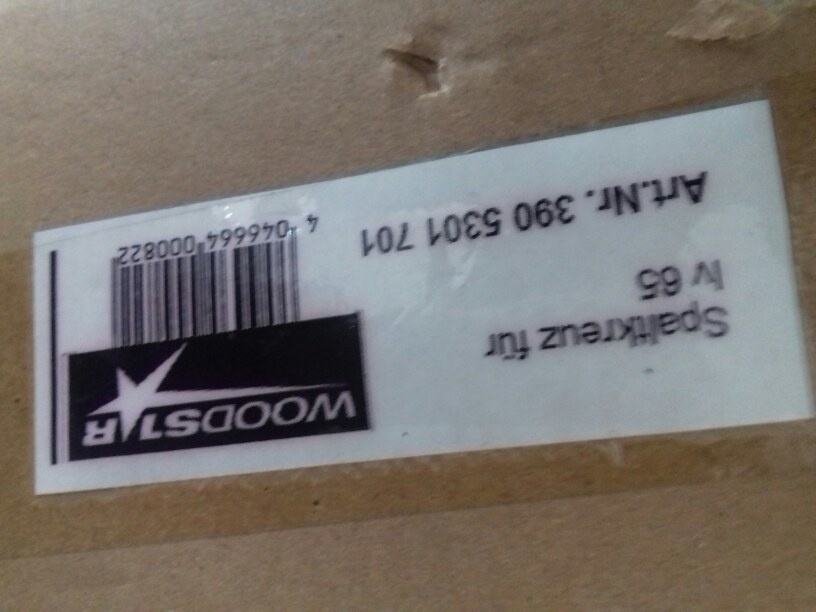 Spaltkreuz für
lv 65
Art.Nr. 390 5301 701
WOODSTAR
4 046664 000822